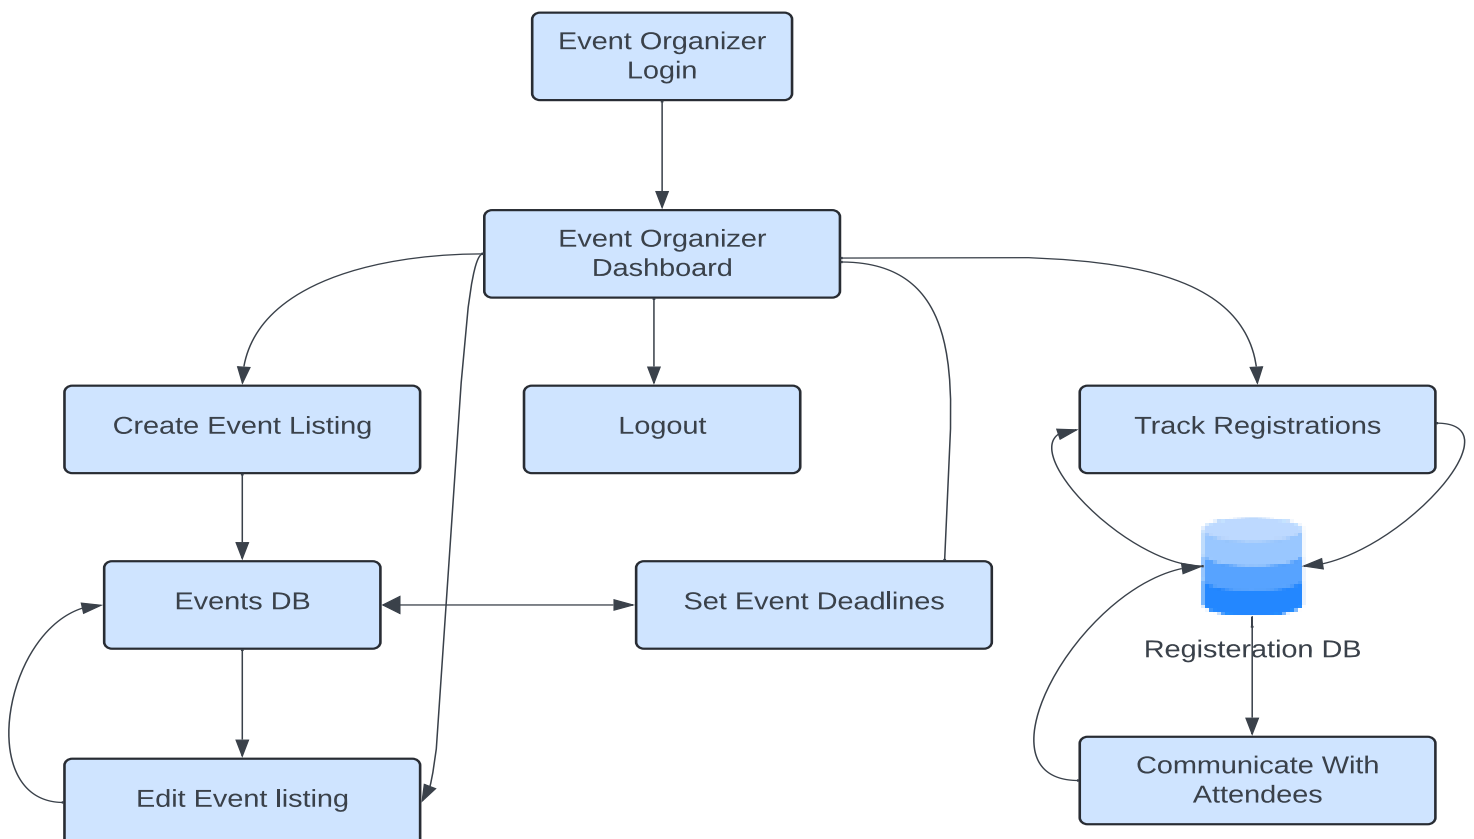 Event Organizer
Login
Event Organizer
Dashboard
Create Event Listing
Logout
Track Registrations
Events DB
Set Event Deadlines
Registeration DB
Edit Event listing
Communicate With
Attendees